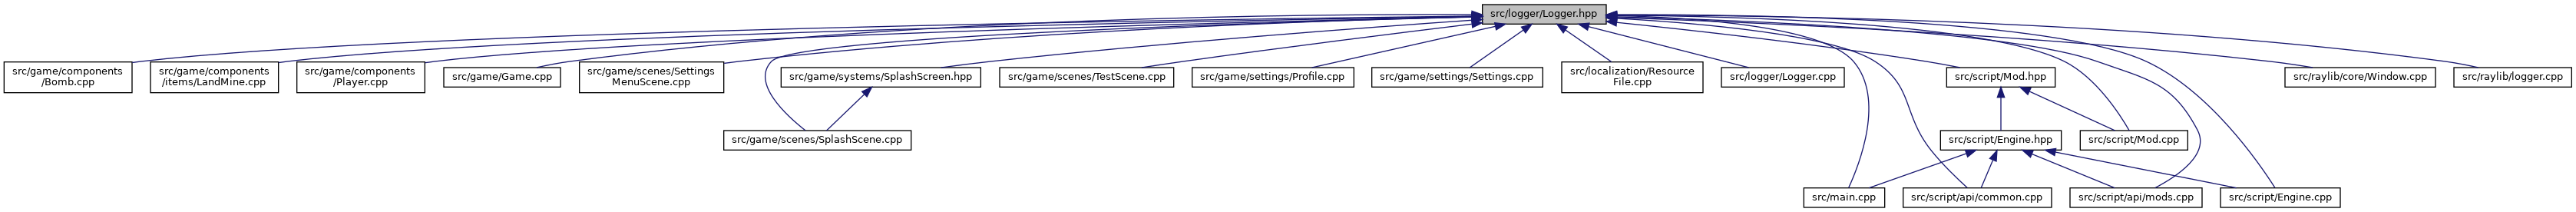 src/logger/Logger.hpp
src/game/components
/Bomb.cpp
src/game/components
/items/LandMine.cpp
src/game/components
/Player.cpp
src/game/Game.cpp
src/game/scenes/Settings
MenuScene.cpp
src/game/systems/SplashScreen.hpp
src/game/scenes/TestScene.cpp
src/game/settings/Profile.cpp
src/game/settings/Settings.cpp
src/localization/Resource
File.cpp
src/logger/Logger.cpp
src/script/Mod.hpp
src/raylib/core/Window.cpp
src/raylib/logger.cpp
src/game/scenes/SplashScene.cpp
src/script/Engine.hpp
src/script/Mod.cpp
src/main.cpp
src/script/api/common.cpp
src/script/api/mods.cpp
src/script/Engine.cpp